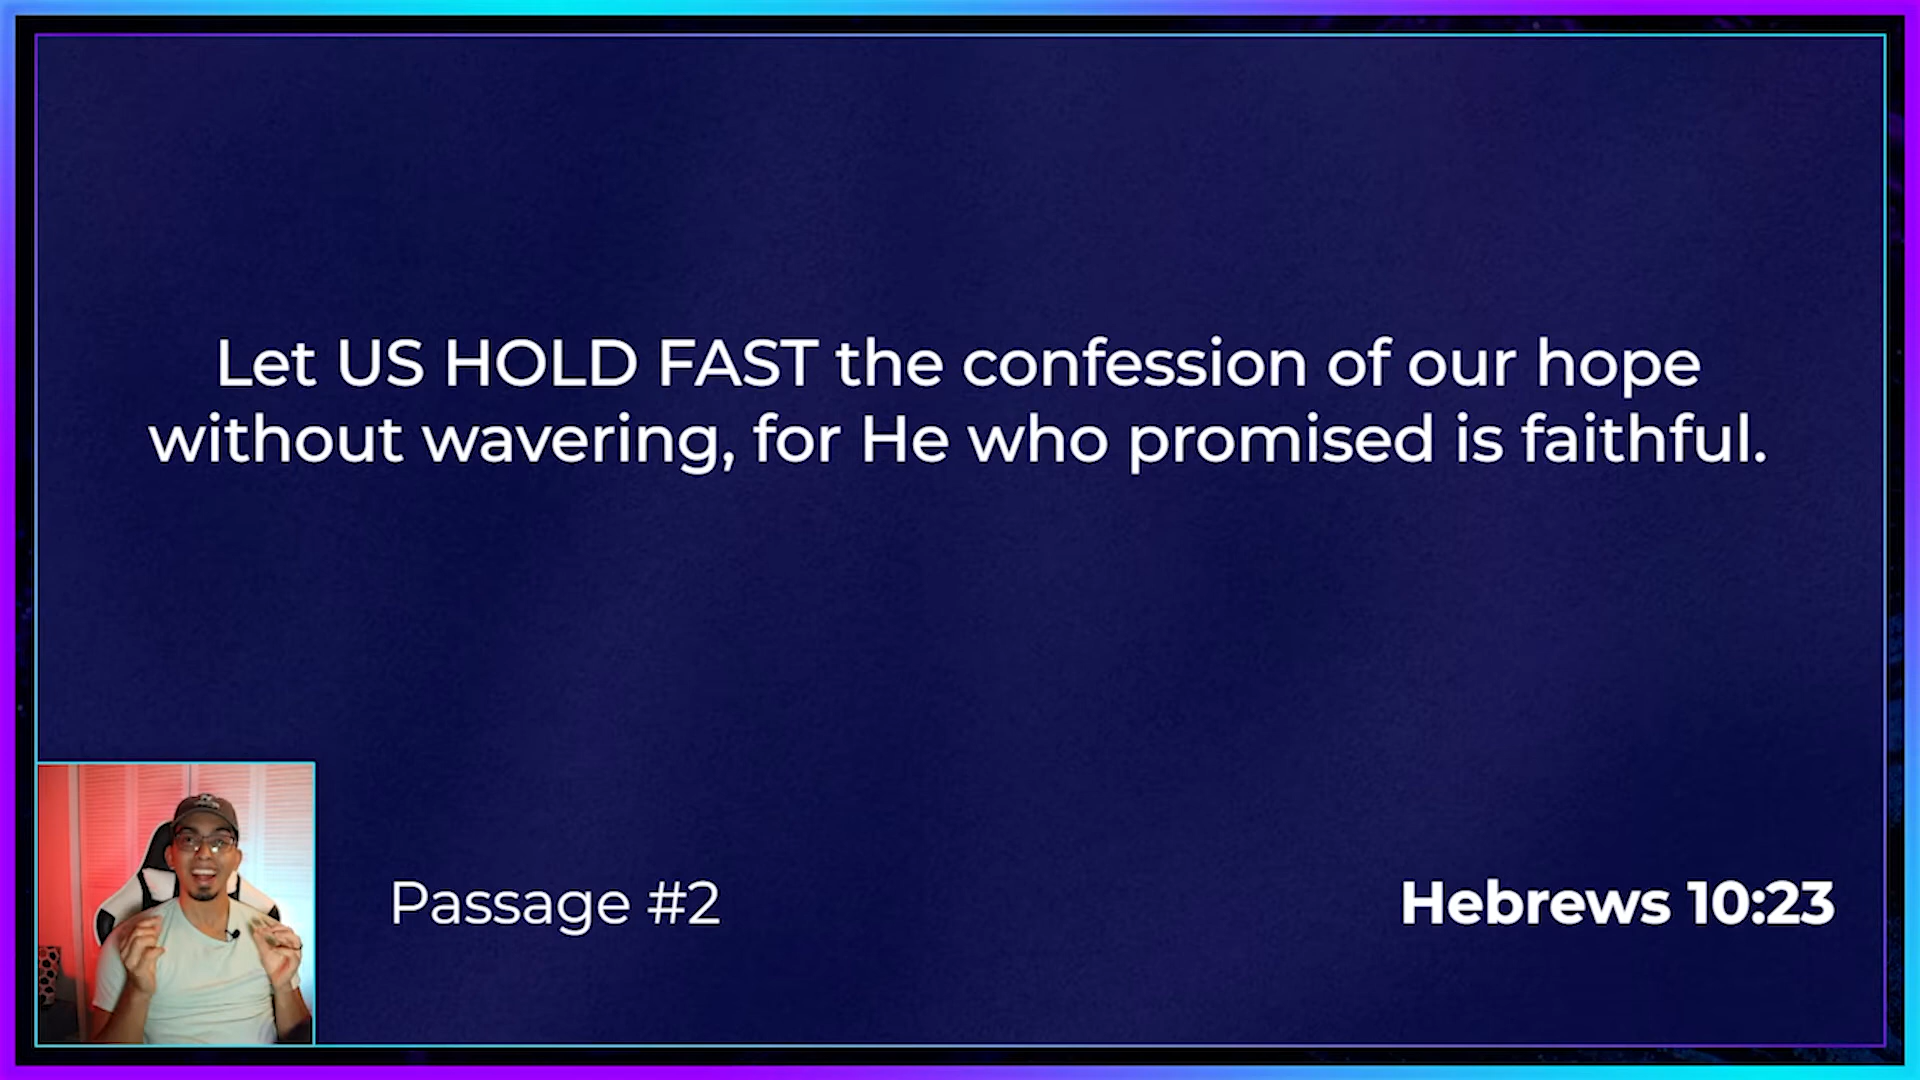 Let US HOLD FAST the confession of our hope
without wavering, for He who promised is faithful.
Passage #2
Hebrews 10:23